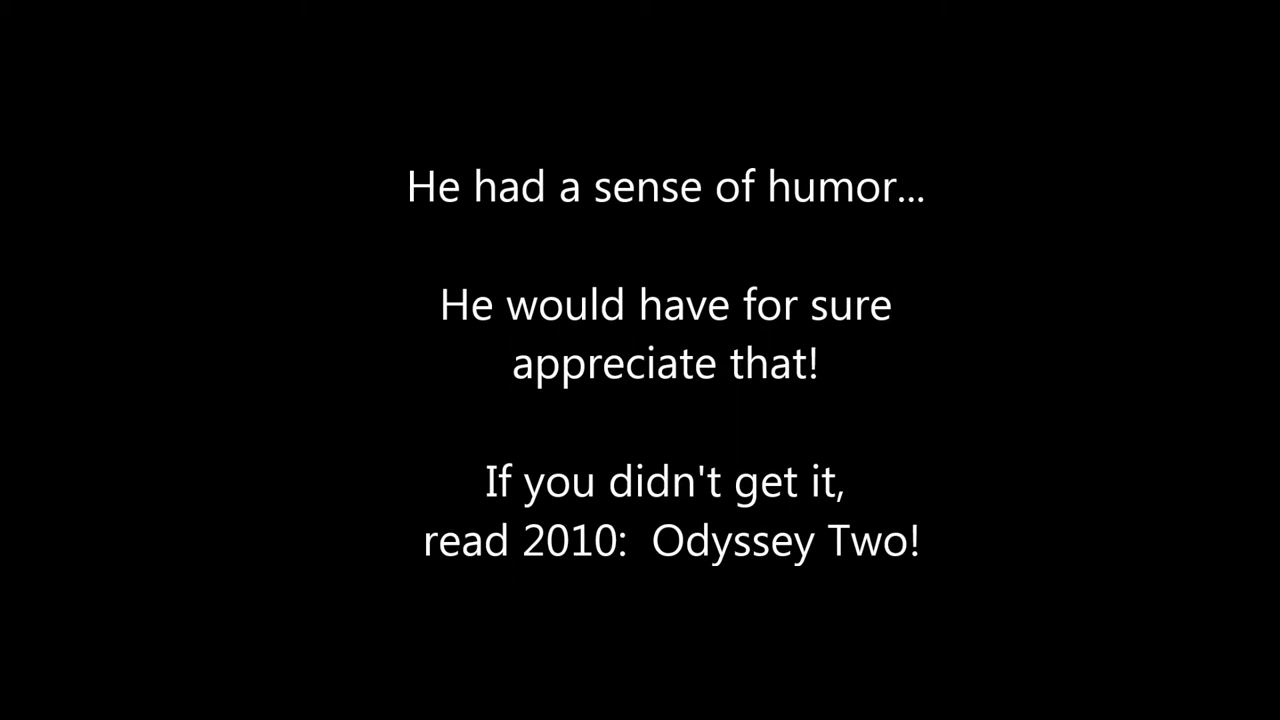 He had a sense of humor...
He would have for sure
appreciate that!
If you didn't get it,
read 2010:  Odyssey Two!